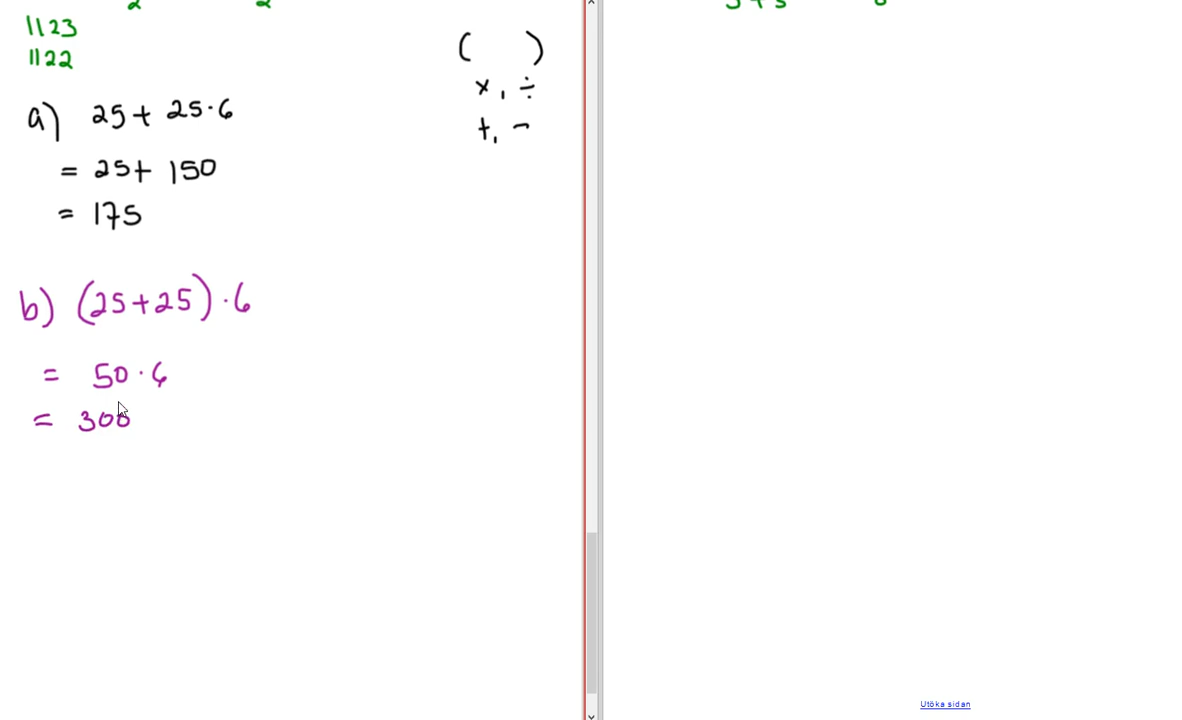 1123
1122
a) 25 + 25·6
= 25 + 150
= 175
b) (25+25)·6
= 50·6
= 300
( )
×, ÷
+, -
Utöka sidan